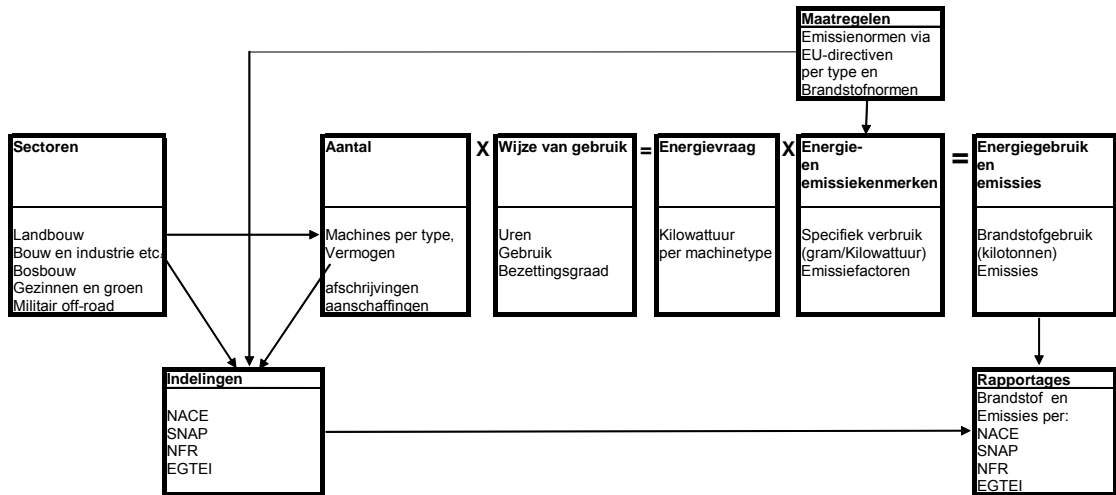 Maatregelen
Emissienormen via
EU-directiven
per type en
Brandstofnormen
Sectoren
Landbouw
Bouw en industrie etc,
Bosbouw
Gezinnen en groen
Militair off-road
Aantal
Machines per type,
Vermogen
afschrijvingen
aanschaffingen
X
Wijze van gebruik
Uren
Gebruik
Bezettingsgraad
=
Energievraag
Kilowattuur
per machinetype
X
Energie-
en
emissiekenmerken
Specifiek verbruik
(gram/Kilowattuur)
Emissiefactoren
=
Energiegebruik
en
emissies
Brandstofgebruik
(kilotonnen)
Emissies
Indelingen
NACE
SNAP
NFR
EGTEI
Rapportages
Brandstof en
Emissies per:
NACE
SNAP
NFR
EGTEI